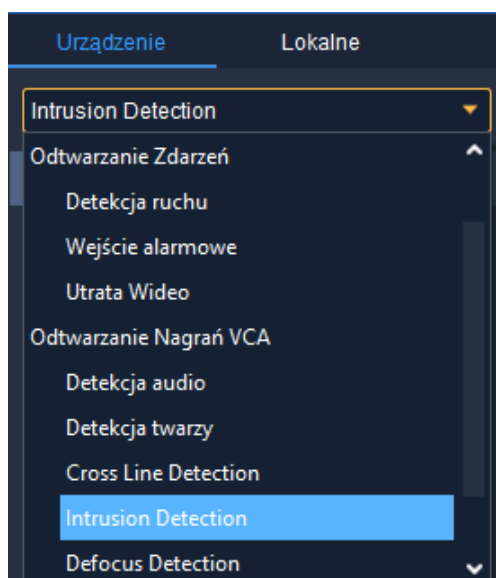 Urządzenie Lokalne
Intrusion Detection
Odtwarzanie Zdarzeń
Detekcja ruchu
Wejście alarmowe
Utrata Wideo
Odtwarzanie Nagrań VCA
Detekcja audio
Detekcja twarzy
Cross Line Detection
Intrusion Detection
Defocus Detection